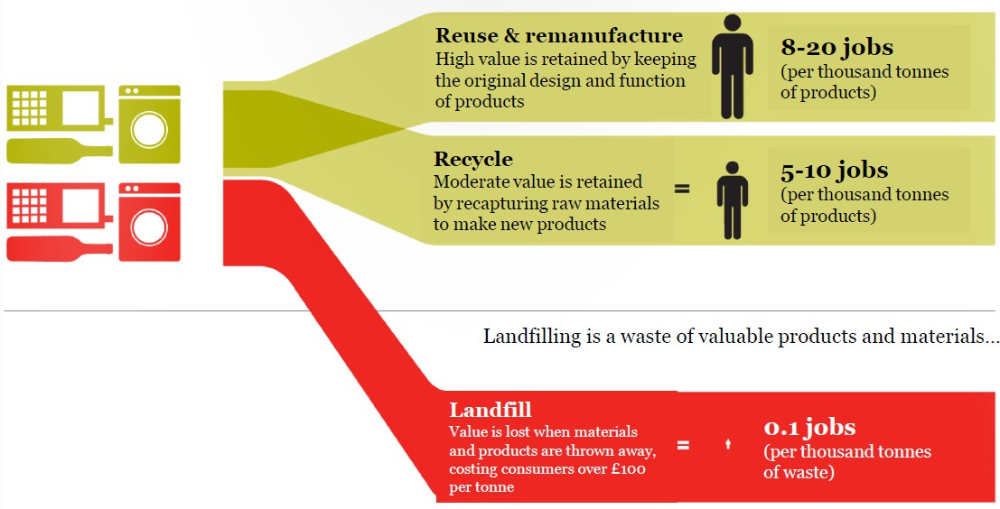 Reuse & remanufacture
High value is retained by keeping
the original design and function
of products
8-20 jobs
(per thousand tonnes
of products)
Recycle
Moderate value is retained
by recapturing raw materials
to make new products
=
5-10 jobs
(per thousand tonnes
of products)
Landfilling is a waste of valuable products and materials...
Landfill
Value is lost when materials
and products are thrown away,
costing consumers over £100
per tonne
=
0.1 jobs
(per thousand tonnes
of waste)